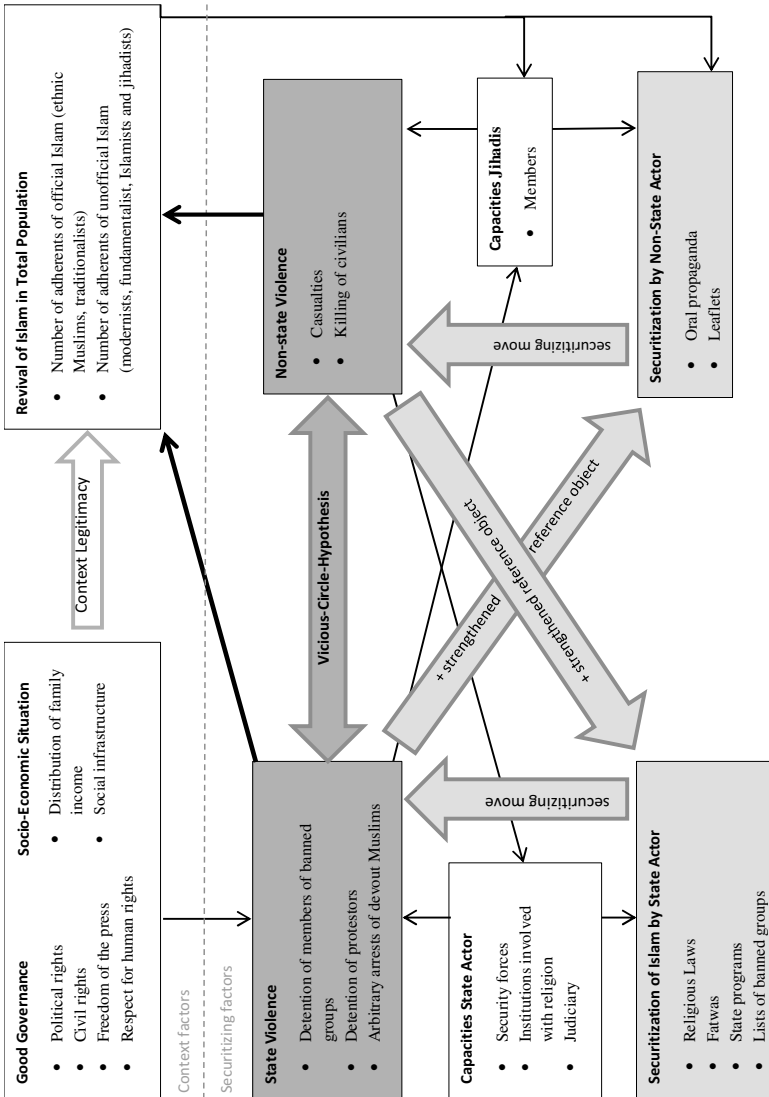 Good Governance
• Political rights
• Civil rights
• Freedom of the press
• Respect for human rights
Socio-Economic Situation
• Distribution of family
income
• Social infrastructure
Context Legitimacy
Revival of Islam in Total Population
• Number of adherents of official Islam (ethnic
Muslims, traditionalists)
• Number of adherents of unofficial Islam
(modernists, fundamentalist, Islamists and jihadists)
Context factors
Securitizing factors
State Violence
• Detention of members of banned
groups
• Detention of protestors
• Arbitrary arrests of devout Muslims
Vicious-Circle-Hypothesis
Non-state Violence
• Casualties
• Killing of civilians
Capacities State Actor
• Security forces
• Institutions involved
with religion
• Judiciary
securitizing move
+ strengthened reference object
+ strengthened reference object
securitizing move
Capacities Jihadis
• Members
Securitization of Islam by State Actor
• Religious Laws
• Fatwas
• State programs
• Lists of banned groups
Securitization by Non-State Actor
• Oral propaganda
• Leaflets